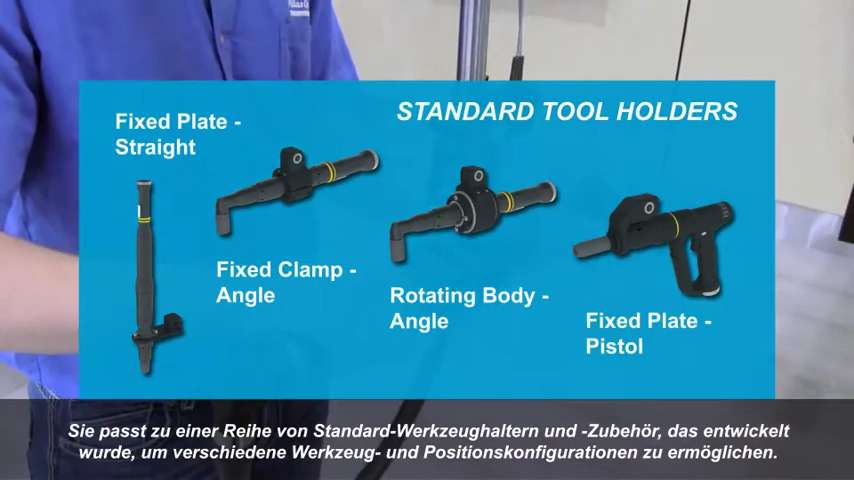 STANDARD TOOL HOLDERS
Fixed Plate -
Straight
Fixed Clamp -
Angle
Rotating Body -
Angle
Fixed Plate -
Pistol
Sie passt zu einer Reihe von Standard-Werkzeughaltern und -Zubehör, das entwickelt
wurde, um verschiedene Werkzeug- und Positionskonfigurationen zu ermöglichen.